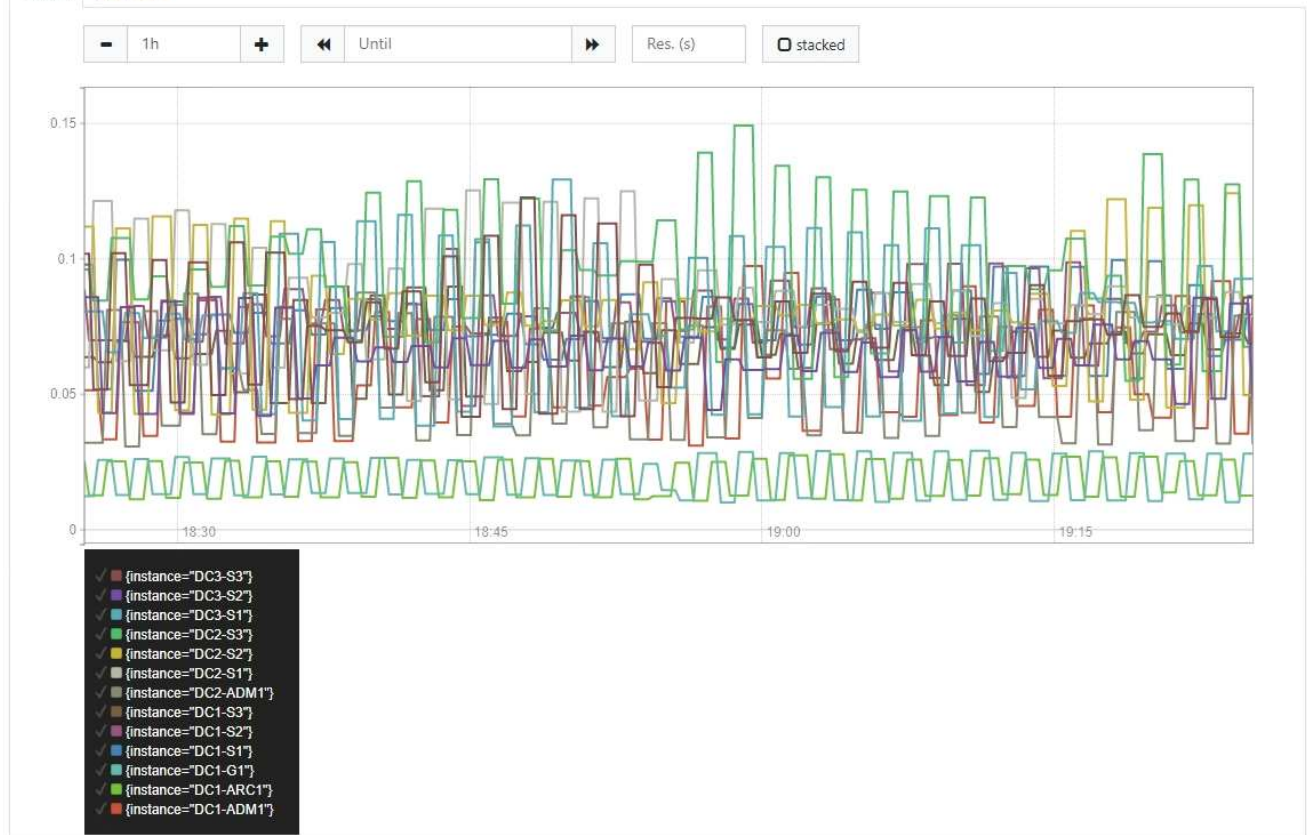 1h
Until
Res. (s)
stacked
0.15
0.1
0.05
0
18:30
18:45
19:00
19:15
{instance="DC3-S3"}
{instance="DC3-S2"}
{instance="DC3-S1"}
{instance="DC2-S3"}
{instance="DC2-S2"}
{instance="DC2-S1"}
{instance="DC2-ADM1"}
{instance="DC1-S3"}
{instance="DC1-S2"}
{instance="DC1-S1"}
{instance="DC1-G1"}
{instance="DC1-ARC1"}
{instance="DC1-ADM1"}